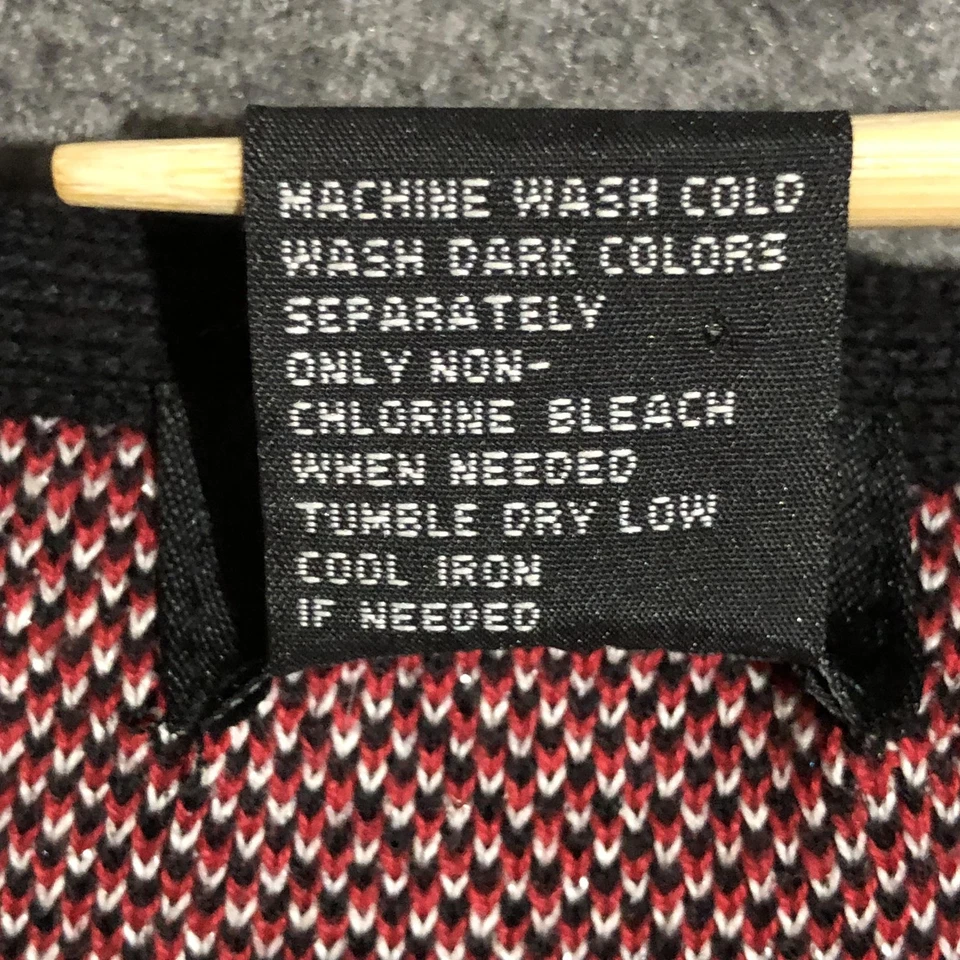 MACHINE WASH COLD
WASH DARK COLORS
SEPARATELY
ONLY NON-
CHLORINE BLEACH
WHEN NEEDED
TUMBLE DRY LOW
COOL IRON
IF NEEDED